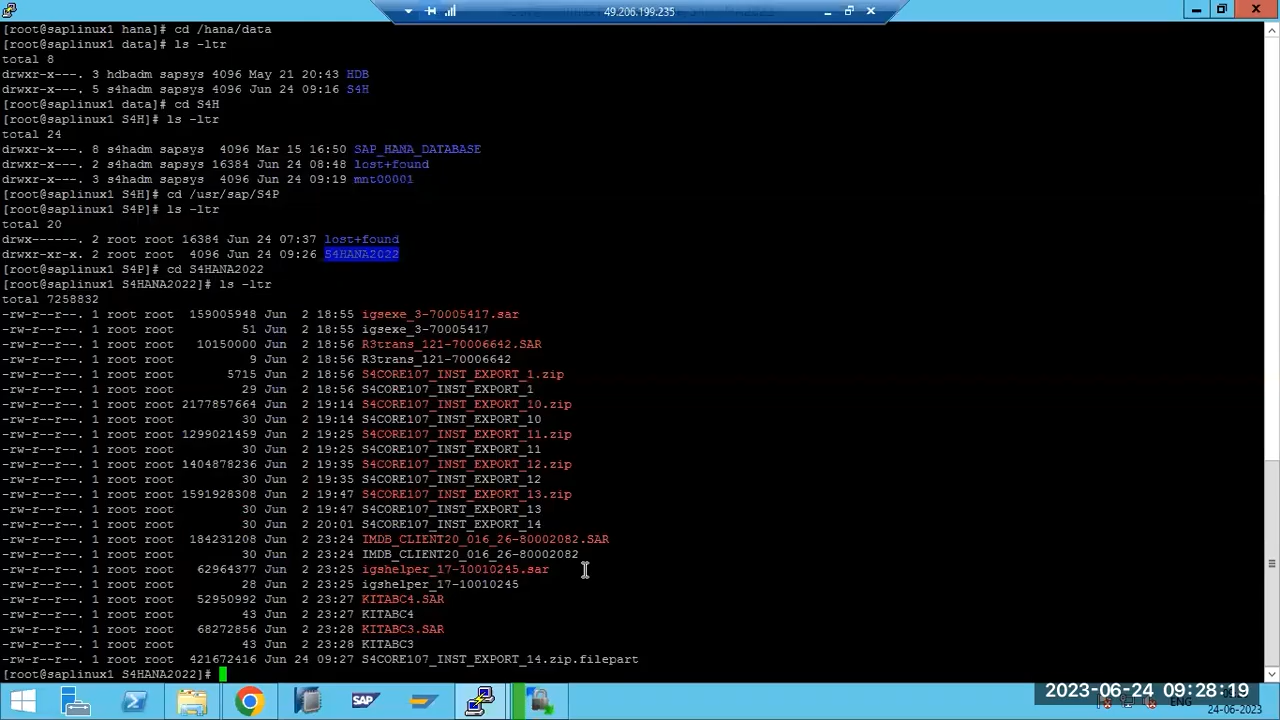 49.206.199.235
[root@saplinux1 hana]# cd /hana/data
[root@saplinux1 data]# ls -ltr
total 8
drwxr-x---. 3 hdbadm sapsys 4096 May 21 20:43 HDB
drwxr-x---. 5 s4hadm sapsys 4096 Jun 24 09:16 S4H
[root@saplinux1 data]# cd S4H
[root@saplinux1 S4H]# ls -ltr
total 24
drwxr-x---. 8 s4hadm sapsys  4096 Mar 15 16:50 SAP_HANA_DATABASE
drwxr-x---. 2 s4hadm sapsys 16384 Jun 24 08:48 lost+found
drwxr-x---. 3 s4hadm sapsys  4096 Jun 24 09:19 mnt00001
[root@saplinux1 S4H]# cd /usr/sap/S4P
[root@saplinux1 S4P]# ls -ltr
total 20
drwx------. 2 root root 16384 Jun 24 07:37 lost+found
drwxr-xr-x. 2 root root  4096 Jun 24 09:26 S4HANA2022
[root@saplinux1 S4P]# cd S4HANA2022
[root@saplinux1 S4HANA2022]# ls -ltr
total 7258832
-rw-r--r--. 1 root root  159005948 Jun  2 18:55 igsexe_3-70005417.sar
-rw-r--r--. 1 root root         51 Jun  2 18:55 igsexe_3-70005417
-rw-r--r--. 1 root root   10150000 Jun  2 18:56 R3trans_121-70006642.SAR
-rw-r--r--. 1 root root          9 Jun  2 18:56 R3trans_121-70006642
-rw-r--r--. 1 root root       5715 Jun  2 18:56 S4CORE107_INST_EXPORT_1.zip
-rw-r--r--. 1 root root         29 Jun  2 18:56 S4CORE107_INST_EXPORT_1
-rw-r--r--. 1 root root 2177857664 Jun  2 19:14 S4CORE107_INST_EXPORT_10.zip
-rw-r--r--. 1 root root         30 Jun  2 19:14 S4CORE107_INST_EXPORT_10
-rw-r--r--. 1 root root 1299021459 Jun  2 19:25 S4CORE107_INST_EXPORT_11.zip
-rw-r--r--. 1 root root         30 Jun  2 19:25 S4CORE107_INST_EXPORT_11
-rw-r--r--. 1 root root 1404878236 Jun  2 19:35 S4CORE107_INST_EXPORT_12.zip
-rw-r--r--. 1 root root         30 Jun  2 19:35 S4CORE107_INST_EXPORT_12
-rw-r--r--. 1 root root 1591928308 Jun  2 19:47 S4CORE107_INST_EXPORT_13.zip
-rw-r--r--. 1 root root         30 Jun  2 19:47 S4CORE107_INST_EXPORT_13
-rw-r--r--. 1 root root         30 Jun  2 20:01 S4CORE107_INST_EXPORT_14
-rw-r--r--. 1 root root  184231208 Jun  2 23:24 IMDB_CLIENT20_016_26-80002082.SAR
-rw-r--r--. 1 root root         30 Jun  2 23:24 IMDB_CLIENT20_016_26-80002082
-rw-r--r--. 1 root root   62964377 Jun  2 23:25 igshelper_17-10010245.sar
-rw-r--r--. 1 root root         28 Jun  2 23:25 igshelper_17-10010245
-rw-r--r--. 1 root root   52950992 Jun  2 23:27 KITABC4.SAR
-rw-r--r--. 1 root root         43 Jun  2 23:27 KITABC4
-rw-r--r--. 1 root root   68272856 Jun  2 23:28 KITABC3.SAR
-rw-r--r--. 1 root root         43 Jun  2 23:28 KITABC3
-rw-r--r--. 1 root root  421672416 Jun 24 09:27 S4CORE107_INST_EXPORT_14.zip.filepart
[root@saplinux1 S4HANA2022]#
SAP
2023-06-24 09:28:19
ENG
24-06-2023